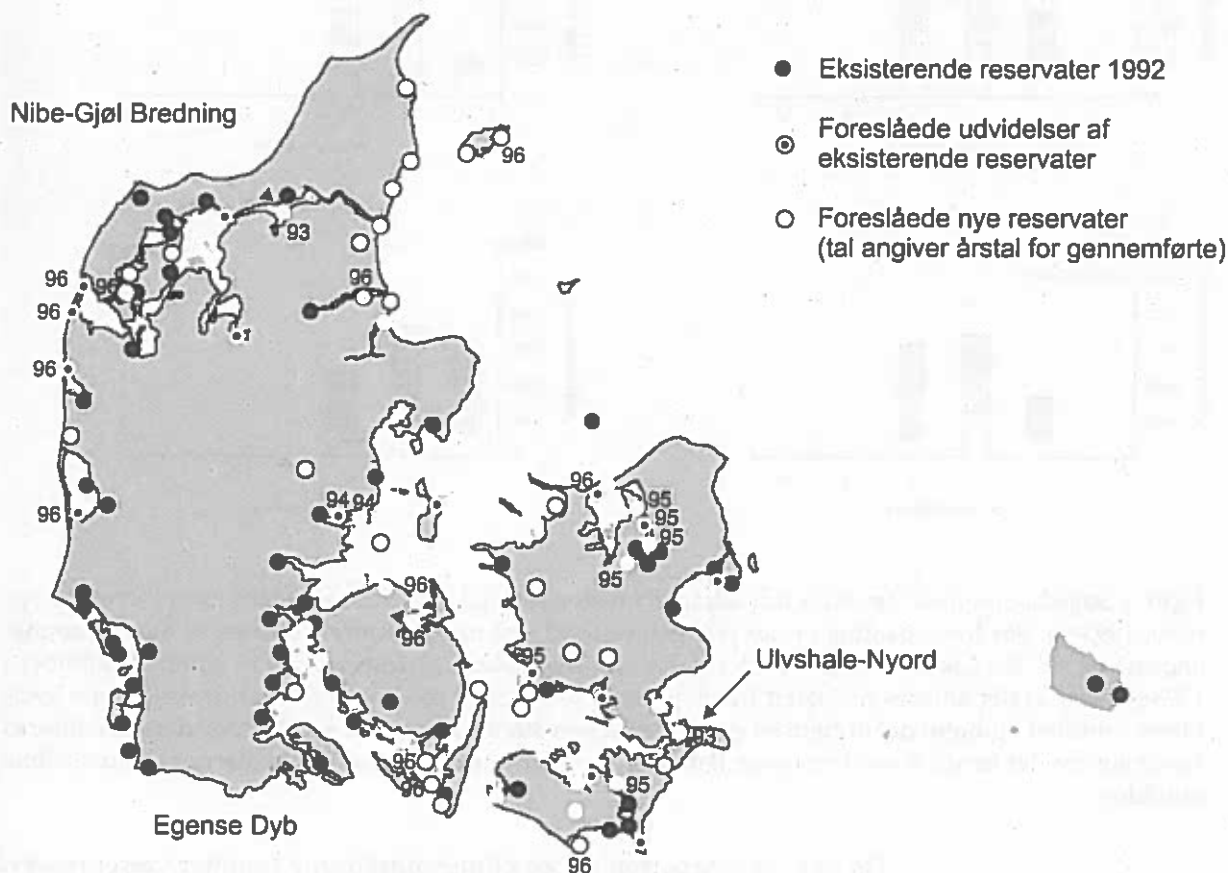 Nibe-Gjøl Bredning
Eksisterende reservater 1992
Foreslåede udvidelser af
eksisterende reservater
Foreslåede nye reservater
(tal angiver årstal for gennemførte)
96
93
96
96
96
96
96
96
94
94
96
95
95
95
95
96
96
95
Ulvshale-Nyord
93
95
96
95
96
Egense Dyb